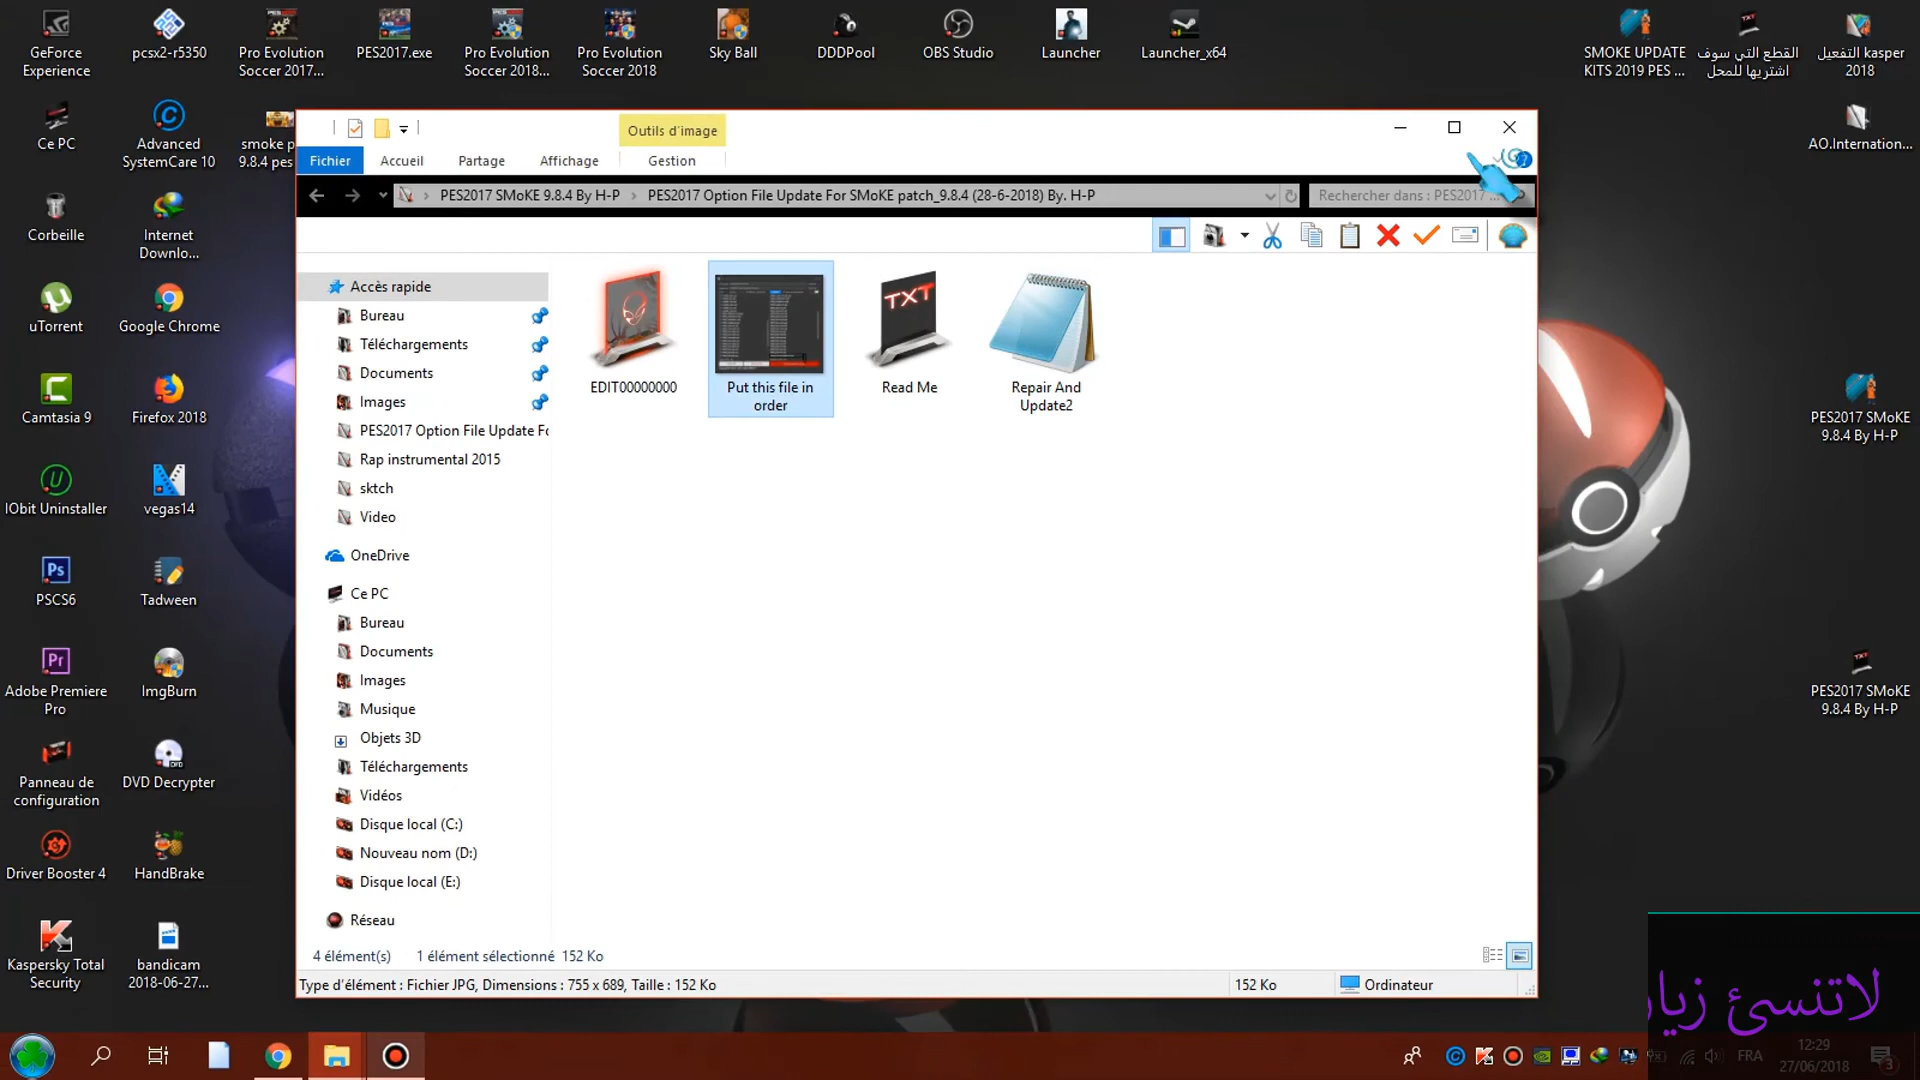 GeForce Experience
pcsx2-r5350
Pro Evolution Soccer 2017...
PES2017.exe
Pro Evolution Soccer 2018...
Pro Evolution Soccer 2018
Sky Ball
DDDPool
OBS Studio
Launcher
Launcher_x64
SMOKE UPDATE KITS 2019 PES ...
القطع التي سوف اشتريها للمحل
التفعيل kasper 2018
Ce PC
Advanced SystemCare 10
smoke p
9.8.4 pes
AO.Internation...
Outils d'image
Fichier
Accueil
Partage
Affichage
Gestion
PES2017 SMoKE 9.8.4 By H-P
PES2017 Option File Update For SMoKE patch_9.8.4 (28-6-2018) By. H-P
Rechercher dans : PES2017
Corbeille
Internet Downlo...
uTorrent
Google Chrome
Camtasia 9
Firefox 2018
IObit Uninstaller
vegas14
Ps
PSCS6
Tadween
Pr
Adobe Premiere Pro
ImgBurn
Panneau de configuration
DVD
DVD Decrypter
Driver Booster 4
HandBrake
Kaspersky Total Security
bandicam 2018-06-27...
Accès rapide
Bureau
Téléchargements
Documents
Images
PES2017 Option File Update Fo
Rap instrumental 2015
sktch
Video
OneDrive
Ce PC
Bureau
Documents
Images
Musique
Objets 3D
Téléchargements
Vidéos
Disque local (C:)
Nouveau nom (D:)
Disque local (E:)
Réseau
EDIT00000000
Put this file in order
TXT
Read Me
Repair And Update2
4 élément(s)
1 élément sélectionné 152 Ko
Type d'élément : Fichier JPG, Dimensions : 755 x 689, Taille : 152 Ko
152 Ko
Ordinateur
PES2017 SMoKE 9.8.4 By H-P
TXT
PES2017 SMoKE 9.8.4 By H-P
لاتنسئ زيار
FRA
12:29
27/06/2018
3